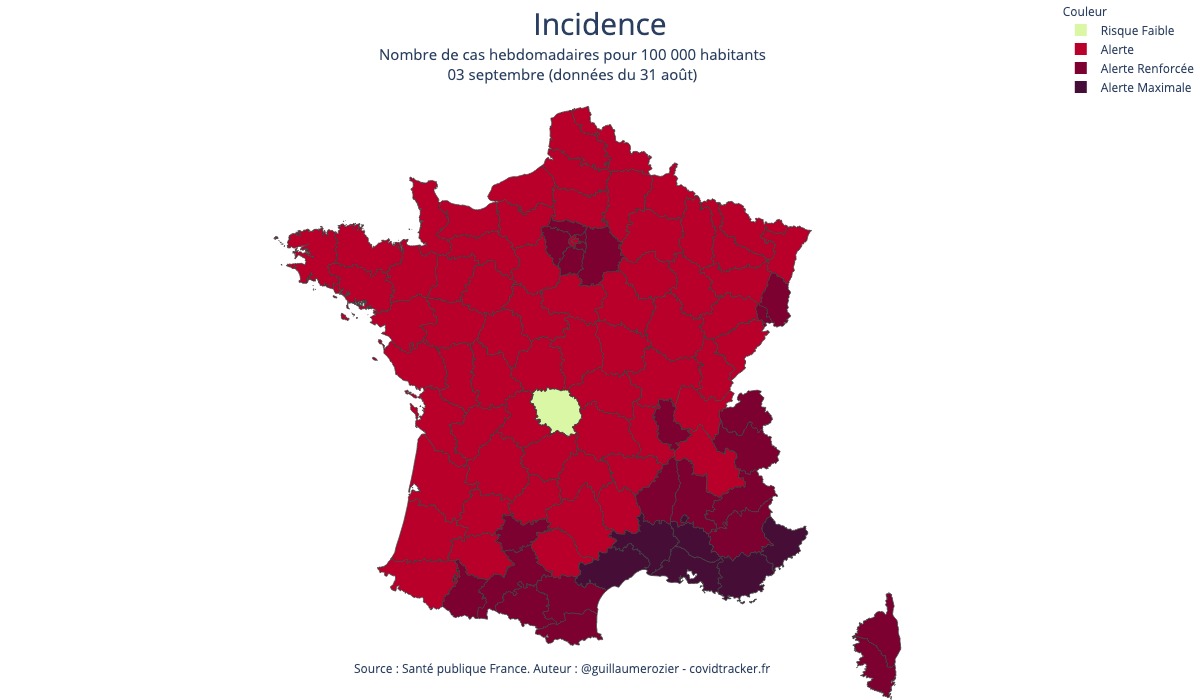 Incidence
Nombre de cas hebdomadaires pour 100 000 habitants
03 septembre (données du 31 août)
Couleur
Risque Faible
Alerte
Alerte Renforcée
Alerte Maximale
Source : Santé publique France. Auteur : @guillaumerozier - covidtracker.fr